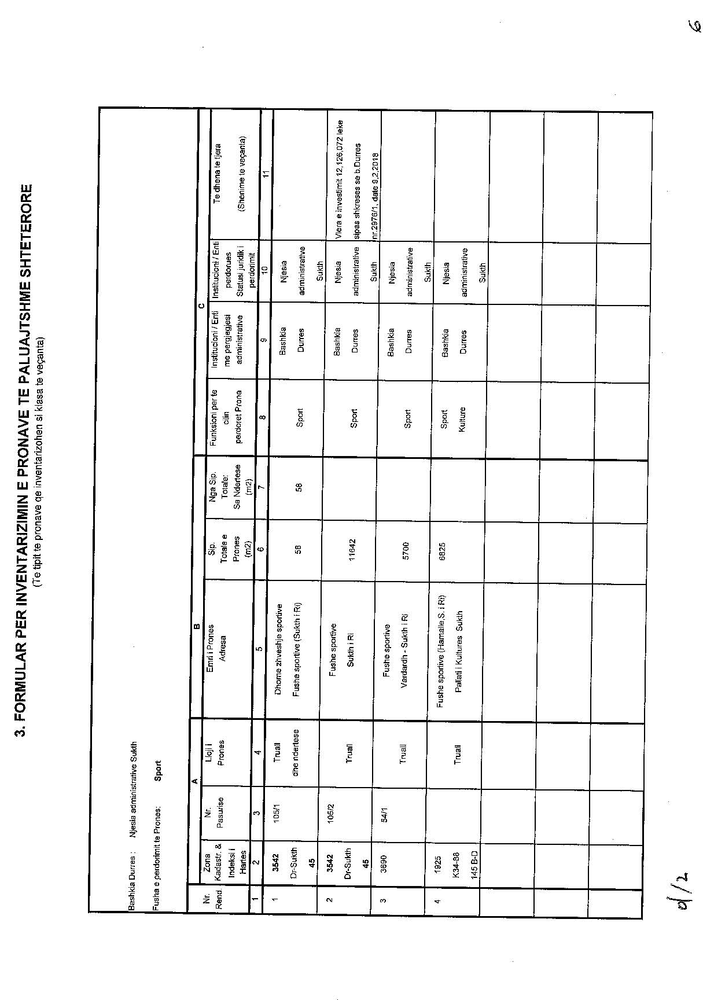 3. FORMULAR PER INVENTARIZIMIN E PRONAVE TE PALUAJTSHME SHTETERORE
(Te tipit te pronave qe inventarizohen si klasa te veçanta)
Bashkia Durres : Njesia administrative Sukth
Fusha e perdorimit te Prones: Sport
A B C
Nr. Rend.
Zona Kadastr. & Indeksi i Hartes
Nr. Pasurise
Lloji i Prones
Emri i Prones Adresa
Sip. Totale e Prones (m2)
Nga Sip. Totale: Sa Ndertese (m2)
Funksioni per te cilin perdoret Prona
Institucioni / Enti me pergjegjesi administrative
Institucioni / Enti perdorues Statusi juridik i perdorimit
Te dhena te tjera (Shenime te veçanta)
1 2 3 4 5 6 7 8 9 10 11
1 3542 105/1 Truall Dhome zhveshje sportive Bashkia Njesia
Dr-Sukth dhe ndertese Fushe sportive (Sukth i Ri) 58 58 Sport Durres administrative
45 Sukth
2 3542 105/2 Fushe sportive Bashkia Njesia Vlera e investimit 12,126,072 leke
Dr-Sukth Truall Sukth i Ri 11642 Sport Durres administrative sipas shkreses se b.Durres
45 Sukth nr.2976/1, date 9,2,2018
3 3690 54/1 Fushe sportive Bashkia Njesia
Truall Vardardh - Sukth i Ri 5700 Sport Durres administrative
Sukth
4 1925 Fushe sportive (Hamalle,S. i Ri) 6825 Sport Bashkia Njesia
K34-88 Truall Pallati i Kultures Sukth Kulture Durres administrative
145 B-D Sukth
d/2
6